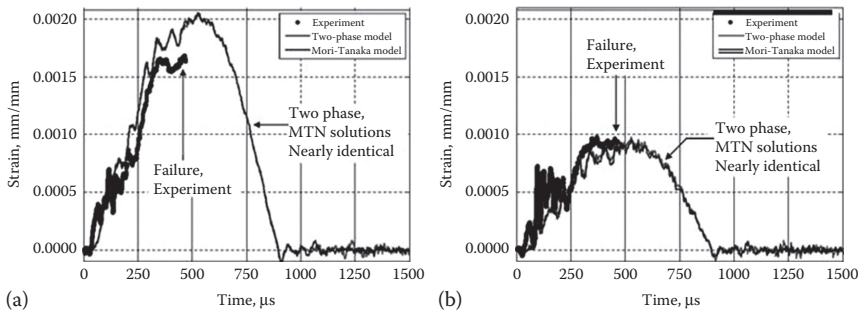 0.0020
0.0015
0.0010
0.0005
0.0000
Strain, mm/mm
Experiment
Two-phase model
Mori-Tanaka model
Failure,
Experiment
Two phase,
MTN solutions
Nearly identical
0
250
500
750
1000
1250
1500
Time, μs
(a)
0.0020
0.0015
0.0010
0.0005
0.0000
Strain, mm/mm
Experiment
Two-phase model
Mori-Tanaka model
Failure,
Experiment
Two phase,
MTN solutions
Nearly identical
0
250
500
750
1000
1250
1500
Time, μs
(b)